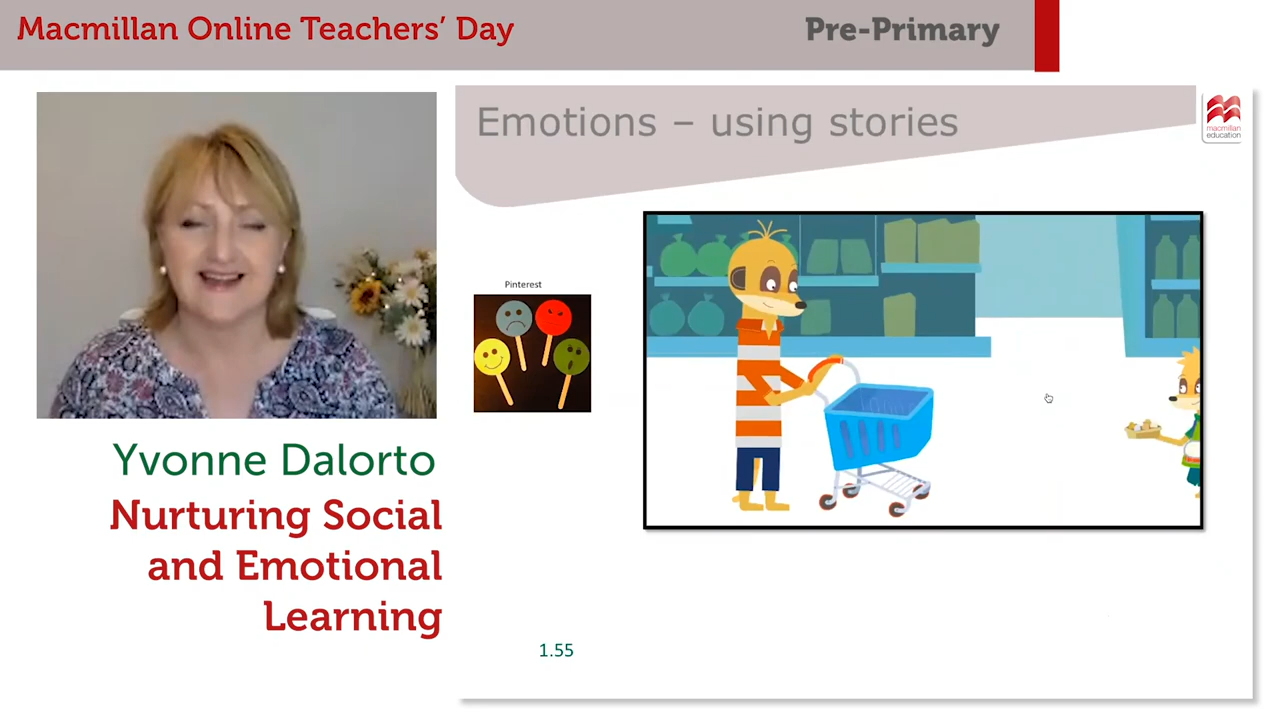 Macmillan Online Teachers' Day
Pre-Primary
Emotions – using stories
macmillan
education
Pinterest
Yvonne Dalorto
Nurturing Social
and Emotional
Learning
1.55